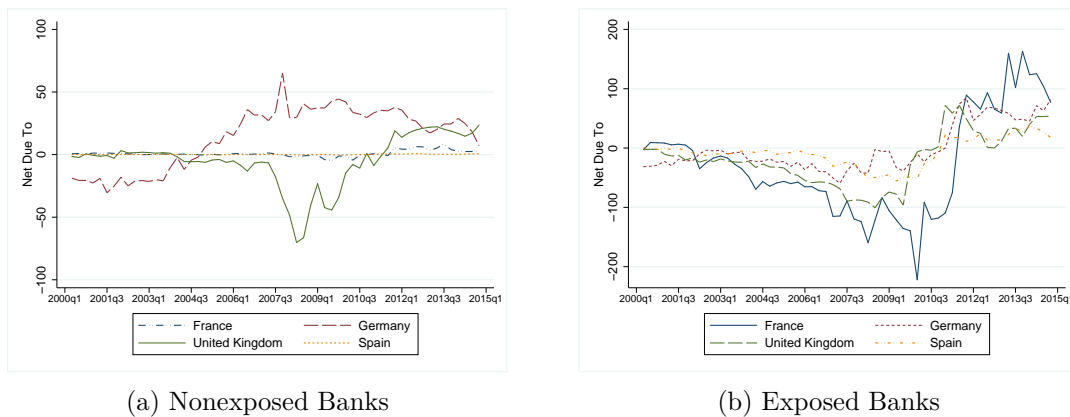 100
50
0
−50
−100
Net Due To
2000q1 2001q3 2003q1 2004q3 2006q1 2007q3 2009q1 2010q3 2012q1 2013q3 2015q1
France Germany
United Kingdom Spain
(a) Nonexposed Banks
200
100
0
−100
−200
Net Due To
2000q1 2001q3 2003q1 2004q3 2006q1 2007q3 2009q1 2010q3 2012q1 2013q3 2015q1
France Germany
United Kingdom Spain
(b) Exposed Banks